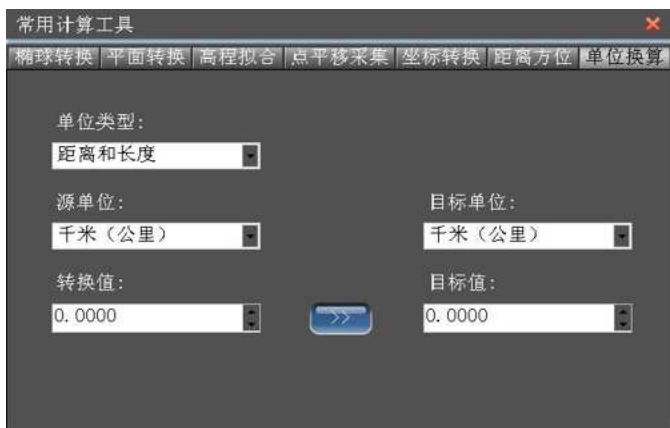 常用计算工具
椭球转换 平面转换 高程拟合 点平移采集 坐标转换 距离方位 单位换算
单位类型:
距离和长度
源单位: 目标单位:
千米（公里） 千米（公里）
转换值: 目标值:
0.0000 >> 0.0000